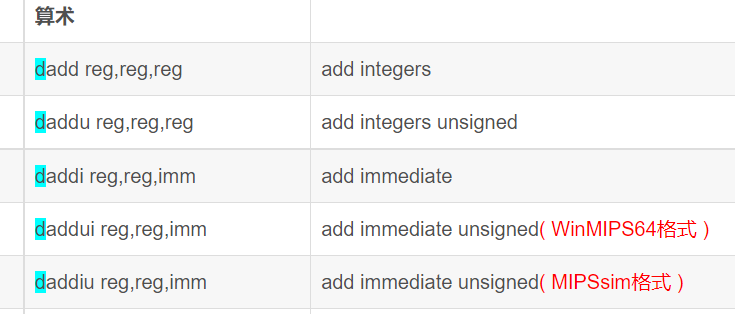 算术
dadd reg,reg,reg add integers
daddu reg,reg,reg add integers unsigned
daddi reg,reg,imm add immediate
daddui reg,reg,imm add immediate unsigned( WinMIPS64格式 )
daddiu reg,reg,imm add immediate unsigned( MIPSsim格式 )